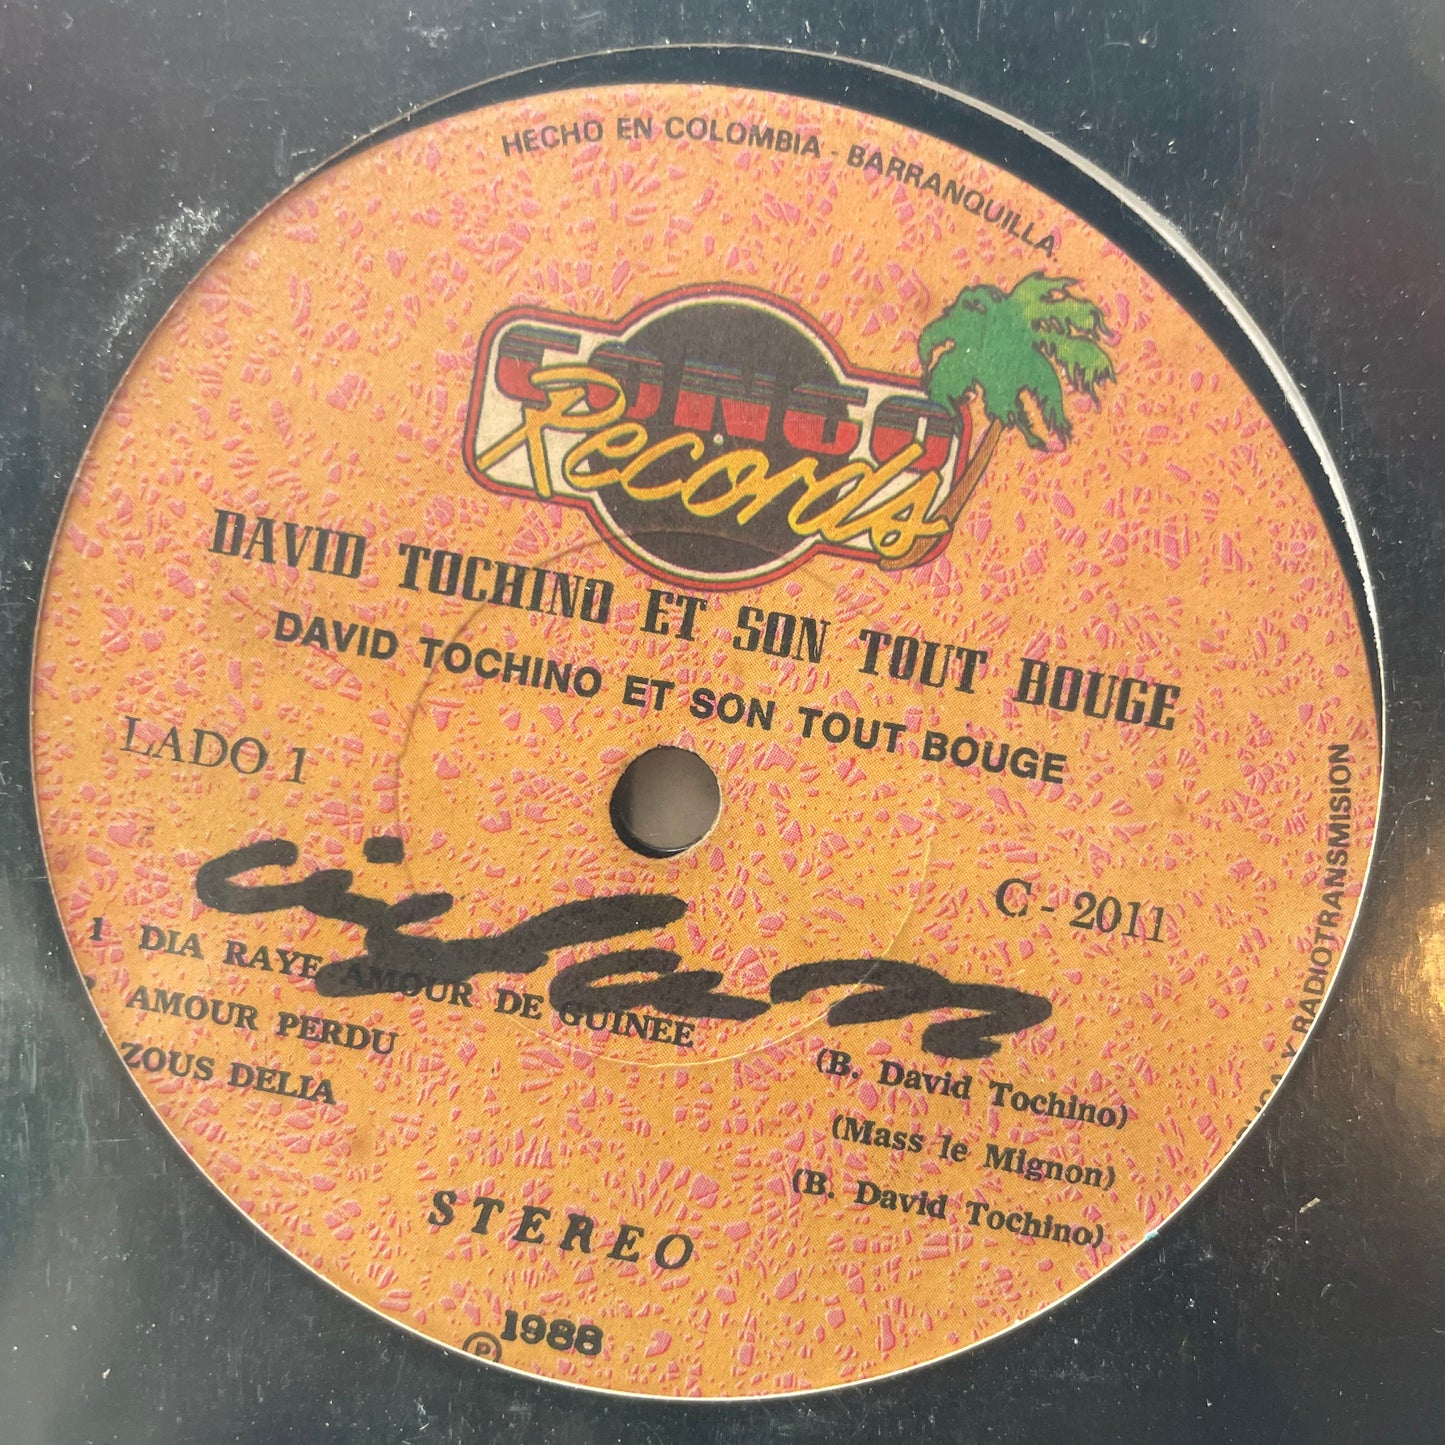 HECHO EN COLOMBIA - BARRANQUILLA
CONGO
Records
DAVID TOCHINO ET SON TOUT BOUGE
DAVID TOCHINO ET SON TOUT BOUGE
LADO 1
C - 2011
1 DIA RAYE AMOUR DE GUINEE
(B. David Tochino)
AMOUR PERDU
(Mass le Mignon)
ZOUS DELIA
(B. David Tochino)
STEREO
Ⓟ 1988
Y RADIOTRANSMISION